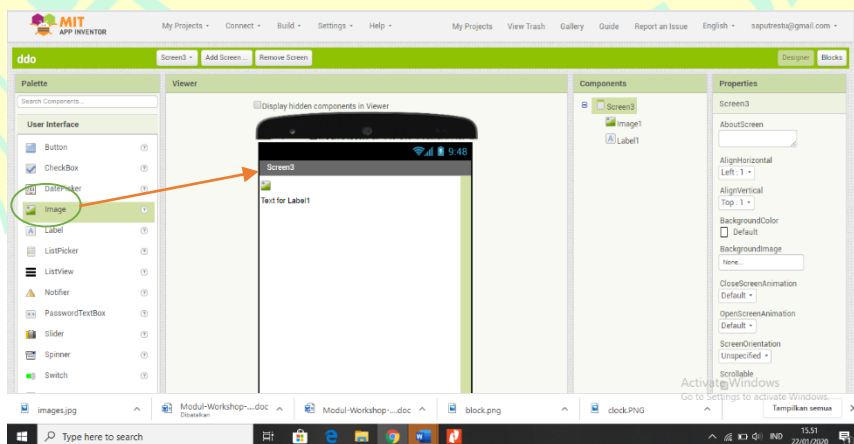 MIT
APP INVENTOR
My Projects Connect Build Settings Help My Projects View Trash Gallery Guide Report an Issue English saputresta@gmail.com
ddo Screen3 Add Screen ... Remove Screen Designer Blocks
Palette
Search Components...
User Interface
Button
CheckBox
DatePicker
Image
Label
ListPicker
ListView
Notifier
PasswordTextBox
Slider
Spinner
Switch
Viewer
Display hidden components in Viewer
9:48
Screen3
Text for Label1
Components
Screen3
Image1
Label1
Properties
Screen3
AboutScreen
AlignHorizontal
Left : 1
AlignVertical
Top : 1
BackgroundColor
Default
BackgroundImage
None...
CloseScreenAnimation
Default
OpenScreenAnimation
Default
ScreenOrientation
Unspecified
Scrollable
Activate Windows
Go to Settings to activate Windows.
images.jpg
Modul-Workshop-....doc
Dibatalkan
Modul-Workshop-....doc
block.png
clock.PNG
Tampilkan semua
Type here to search
IND
15.51
22/01/2020